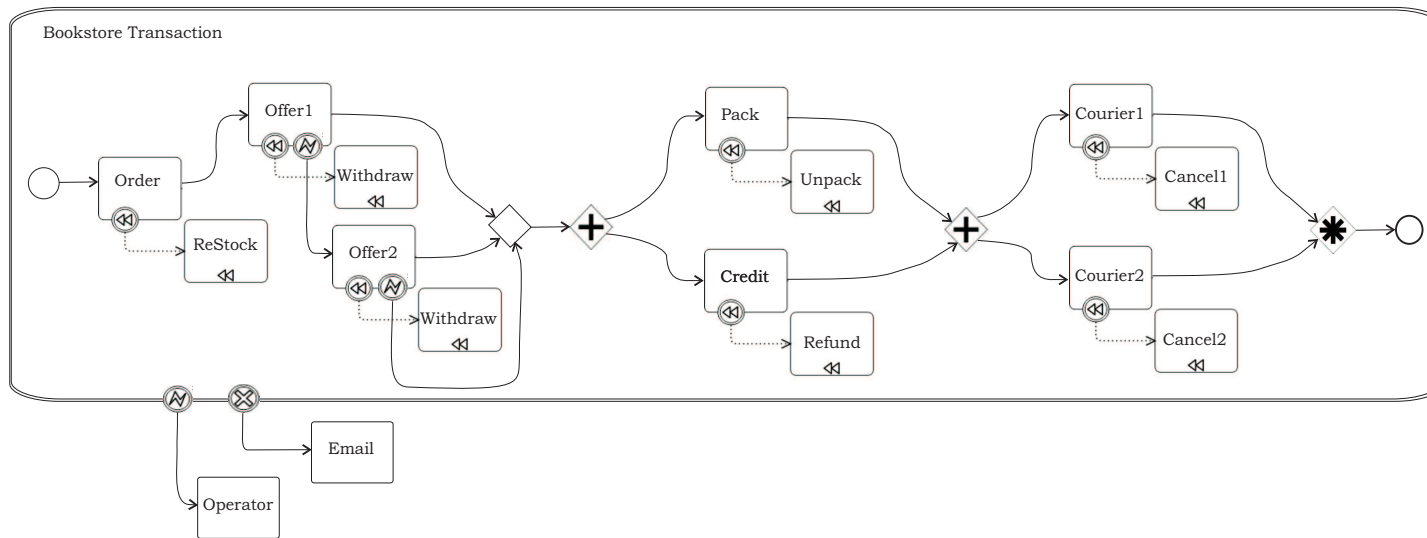 Bookstore Transaction
Offer1
Pack
Courier1
Order
Withdraw
Unpack
Cancel1
ReStock
Offer2
Credit
Courier2
Withdraw
Refund
Cancel2
Email
Operator